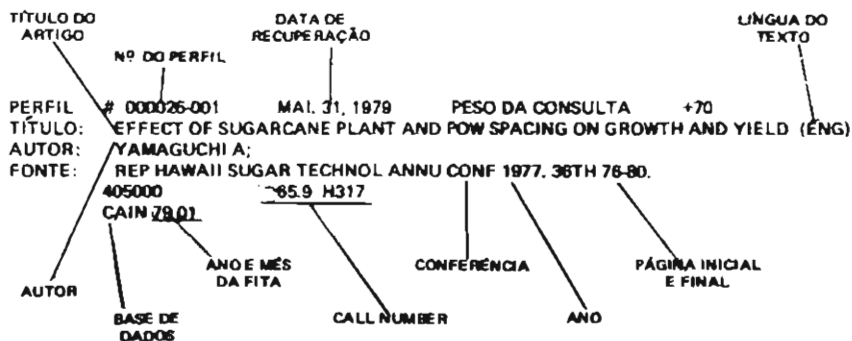 TÍTULO DO ARTIGO
DATA DE RECUPERAÇÃO
LÍNGUA DO TEXTO
Nº DO PERFIL
PERFIL # 000026-001 MAI. 31, 1979 PESO DA CONSULTA +70
TÍTULO: EFFECT OF SUGARCANE PLANT AND POW SPACING ON GROWTH AND YIELD (ENG)
AUTOR: YAMAGUCHI A;
FONTE: REP HAWAII SUGAR TECHNOL ANNU CONF 1977. 36TH 76-80.
405000 65.9 H317
CAIN 79.01
AUTOR
BASE DE DADOS
ANO E MÊS DA FITA
CALL NUMBER
CONFERÊNCIA
ANO
PÁGINA INICIAL E FINAL